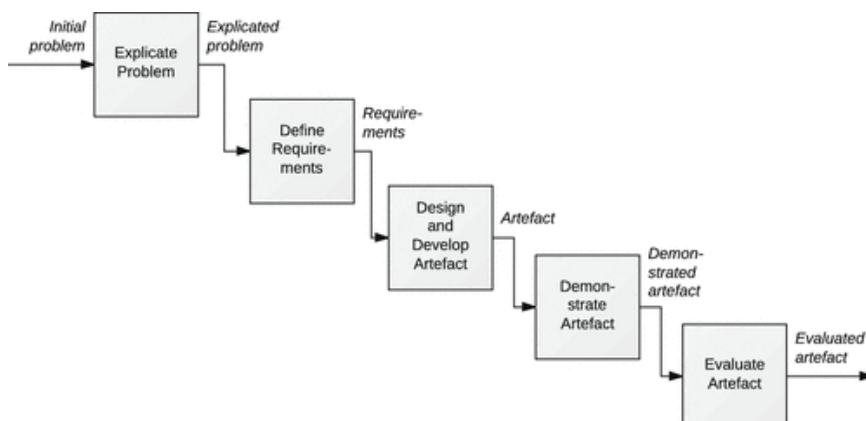 Initial
problem
Explicate
Problem
Explicated
problem
Define
Require-
ments
Require-
ments
Design
and
Develop
Artefact
Artefact
Demon-
strate
Artefact
Demon-
strated
artefact
Evaluate
Artefact
Evaluated
artefact